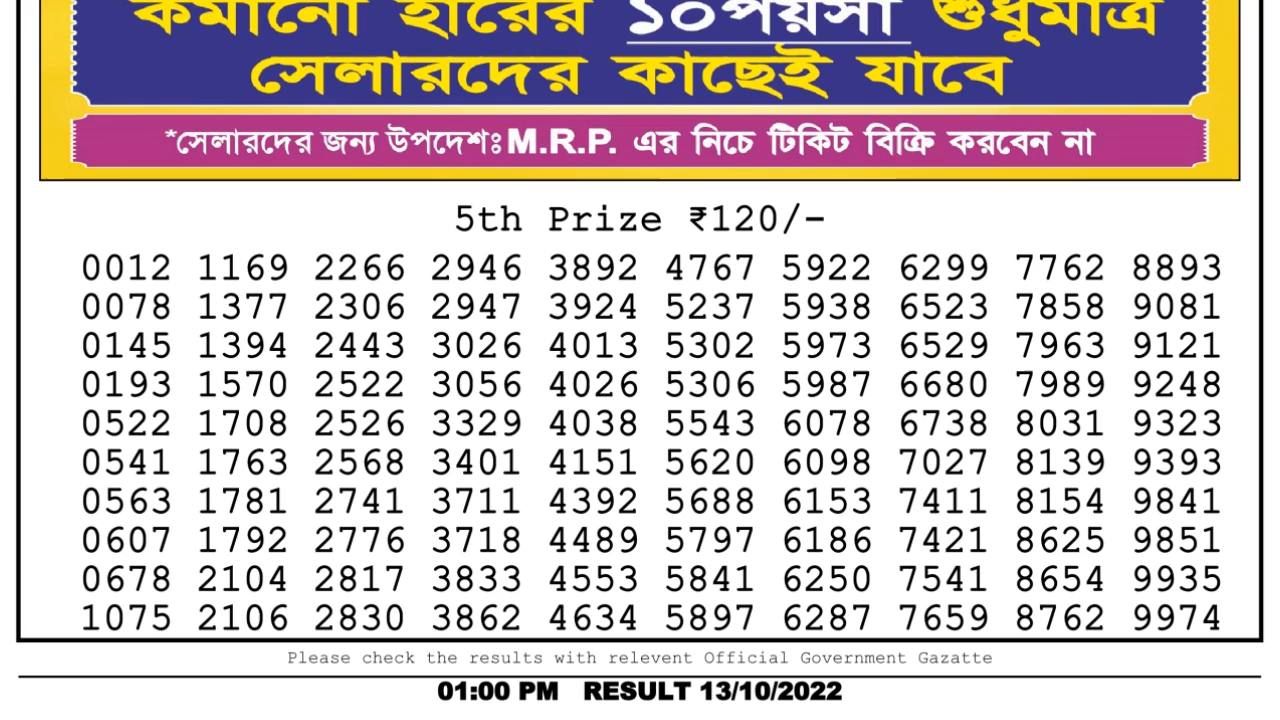 কমানো হারের ১০পয়সা শুধুমাত্র
সেলারদের কাছেই যাবে
*সেলারদের জন্য উপদেশঃ M.R.P. এর নিচে টিকিট বিক্রি করবেন না
5th Prize ₹120/-
0012 1169 2266 2946 3892 4767 5922 6299 7762 8893
0078 1377 2306 2947 3924 5237 5938 6523 7858 9081
0145 1394 2443 3026 4013 5302 5973 6529 7963 9121
0193 1570 2522 3056 4026 5306 5987 6680 7989 9248
0522 1708 2526 3329 4038 5543 6078 6738 8031 9323
0541 1763 2568 3401 4151 5620 6098 7027 8139 9393
0563 1781 2741 3711 4392 5688 6153 7411 8154 9841
0607 1792 2776 3718 4489 5797 6186 7421 8625 9851
0678 2104 2817 3833 4553 5841 6250 7541 8654 9935
1075 2106 2830 3862 4634 5897 6287 7659 8762 9974
Please check the results with relevent Official Government Gazatte
01:00 PM RESULT 13/10/2022